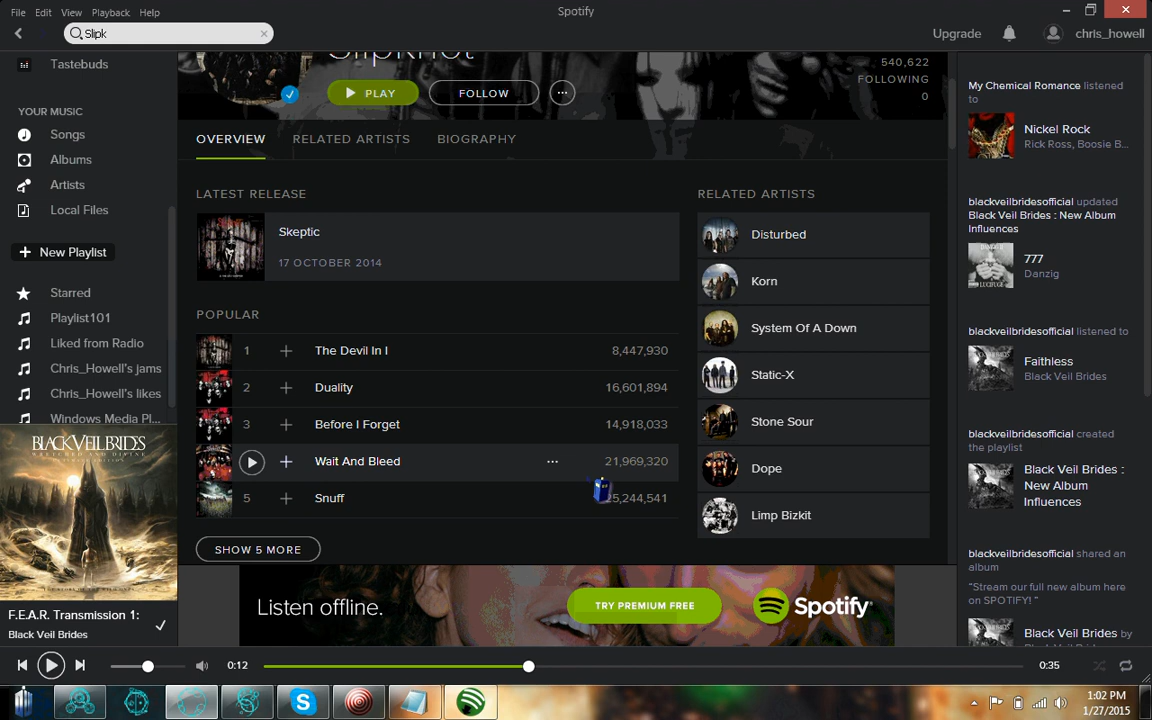 File Edit View Playback Help
Spotify
Slipk
Upgrade
chris_howell
Tastebuds
YOUR MUSIC
Songs
Albums
Artists
Local Files
New Playlist
Starred
Playlist101
Liked from Radio
Chris_Howell's jams
Chris_Howell's likes
Windows Media Pl...
BLACK VEIL BRIDES
F.E.A.R. Transmission 1:
Black Veil Brides
Slipknot
PLAY
FOLLOW
540,622
FOLLOWING
0
OVERVIEW
RELATED ARTISTS
BIOGRAPHY
LATEST RELEASE
Skeptic
17 OCTOBER 2014
POPULAR
1 The Devil In I 8,447,930
2 Duality 16,601,894
3 Before I Forget 14,918,033
Wait And Bleed ... 21,969,320
5 Snuff 25,244,541
SHOW 5 MORE
RELATED ARTISTS
Disturbed
Korn
System Of A Down
Static-X
Stone Sour
Dope
Limp Bizkit
Listen offline.
TRY PREMIUM FREE
Spotify
My Chemical Romance listened
to
Nickel Rock
Rick Ross, Boosie B...
blackveilbridesofficial updated
Black Veil Brides : New Album
Influences
777
Danzig
blackveilbridesofficial listened to
Faithless
Black Veil Brides
blackveilbridesofficial created
the playlist
Black Veil Brides :
New Album
Influences
blackveilbridesofficial shared an
album
"Stream our full new album here
on SPOTIFY! "
Black Veil Brides by
0:12
0:35
1:02 PM
1/27/2015